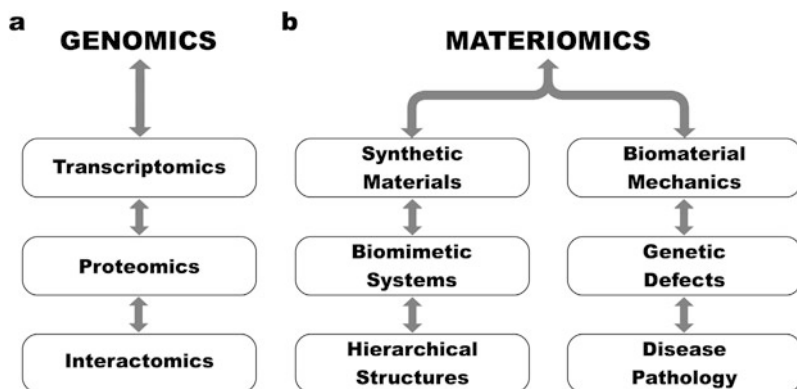 a
GENOMICS
Transcriptomics
Proteomics
Interactomics
b
MATERIOMICS
Synthetic
Materials
Biomimetic
Systems
Hierarchical
Structures
Biomaterial
Mechanics
Genetic
Defects
Disease
Pathology